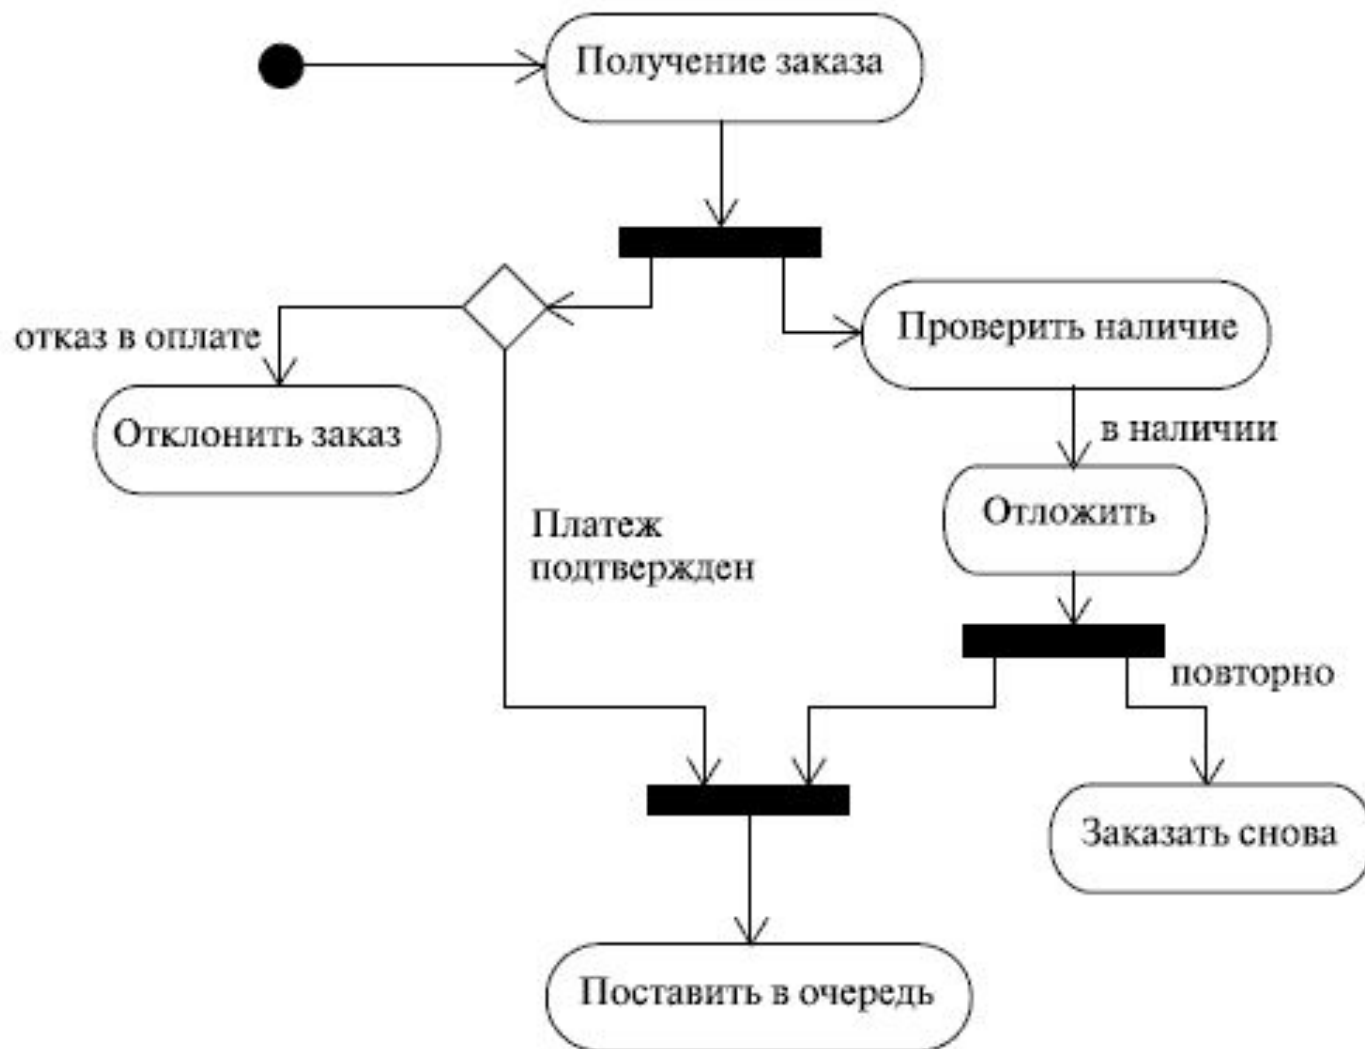 Получение заказа
отказ в оплате
Проверить наличие
Отклонить заказ
в наличии
Отложить
Платеж
подтвержден
повторно
Заказать снова
Поставить в очередь